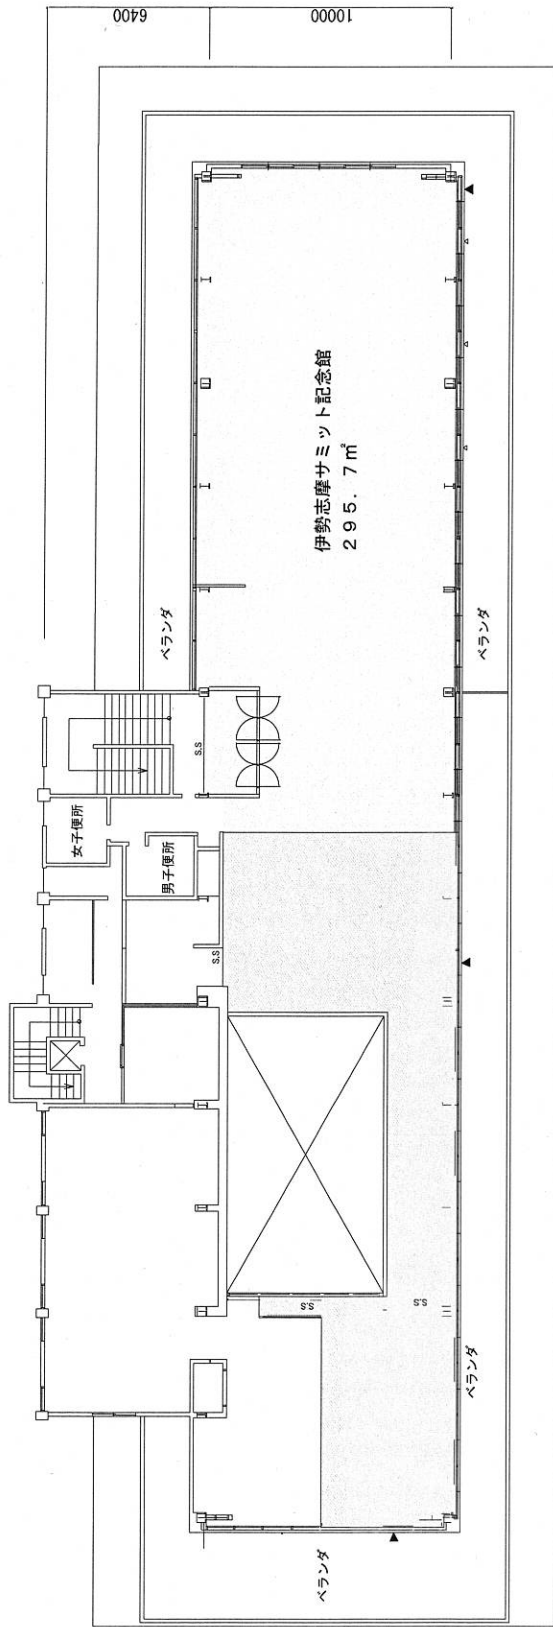 6400
10000
伊勢志摩サミット記念館
295.7㎡
ベランダ
ベランダ
S.S
女子便所
男子便所
S.S
S.S
S.S
ベランダ
ベランダ